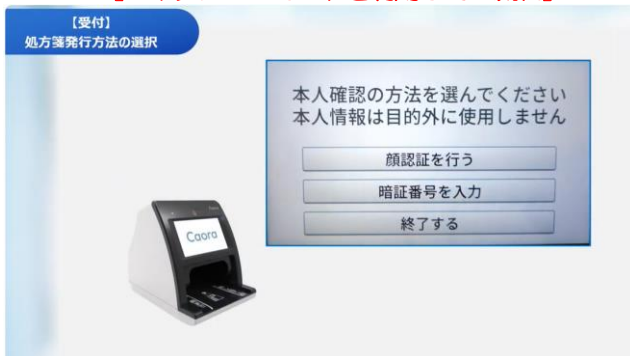 【受付】
処方箋発行方法の選択
本人確認の方法を選んでください
本人情報は目的外に使用しません
顔認証を行う
暗証番号を入力
終了する
Caora